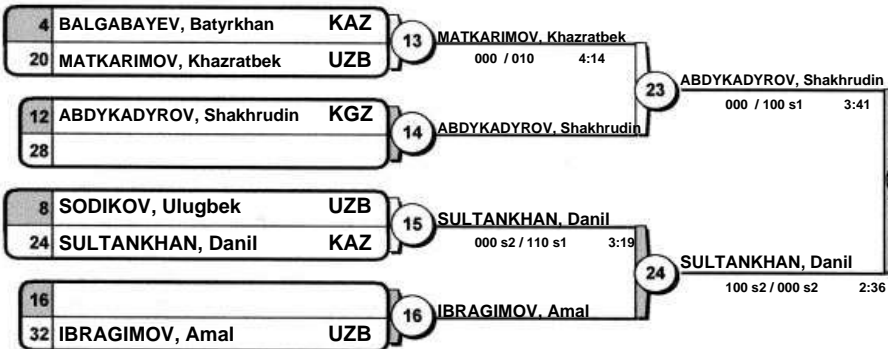 4 BALGABAYEV, Batyrkhan KAZ
20 MATKARIMOV, Khazratbek UZB
13 MATKARIMOV, Khazratbek
000 / 010 4:14
12 ABDYKADYROV, Shakhrudin KGZ
28
14 ABDYKADYROV, Shakhrudin
23 ABDYKADYROV, Shakhrudin
000 / 100 s1 3:41
8 SODIKOV, Ulugbek UZB
24 SULTANKHAN, Danil KAZ
15 SULTANKHAN, Danil
000 s2 / 110 s1 3:19
16
32 IBRAGIMOV, Amal UZB
16 IBRAGIMOV, Amal
24 SULTANKHAN, Danil
100 s2 / 000 s2 2:36